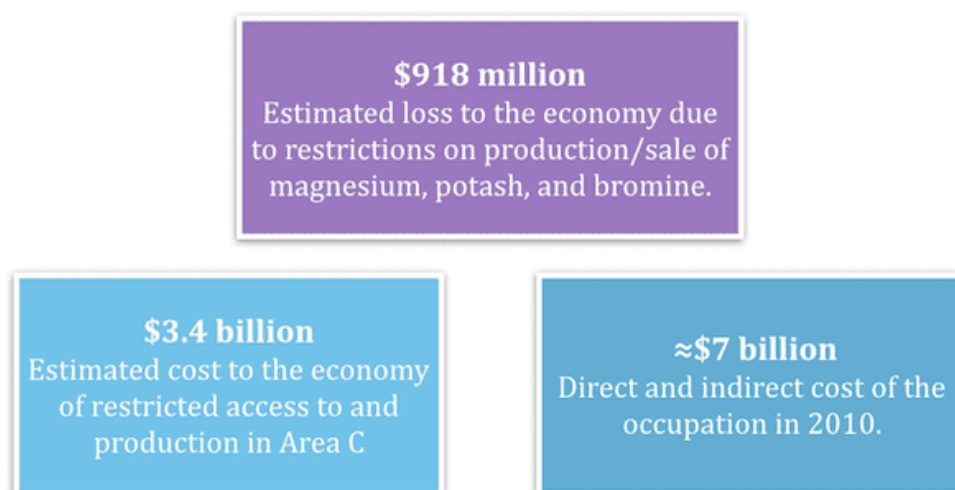 $918 million
Estimated loss to the economy due
to restrictions on production/sale of
magnesium, potash, and bromine.
$3.4 billion
Estimated cost to the economy
of restricted access to and
production in Area C
≈$7 billion
Direct and indirect cost of the
occupation in 2010.